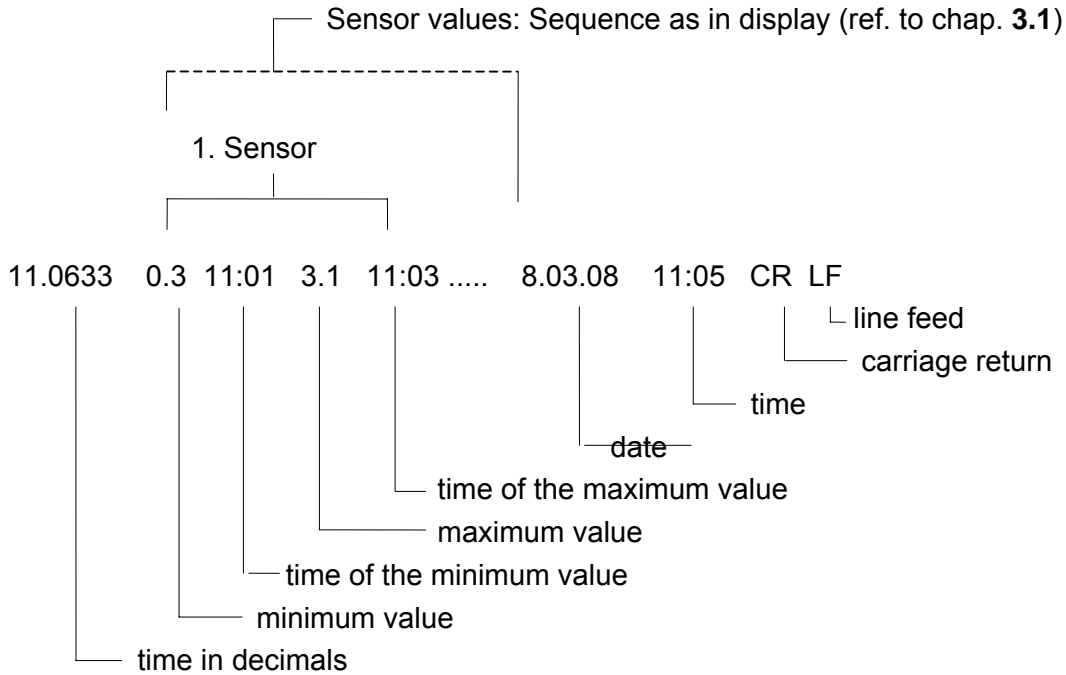 Sensor values: Sequence as in display (ref. to chap. 3.1)
1. Sensor
11.0633 0.3 11:01 3.1 11:03 ..... 8.03.08 11:05 CR LF
line feed
carriage return
time
date
time of the maximum value
maximum value
time of the minimum value
minimum value
time in decimals